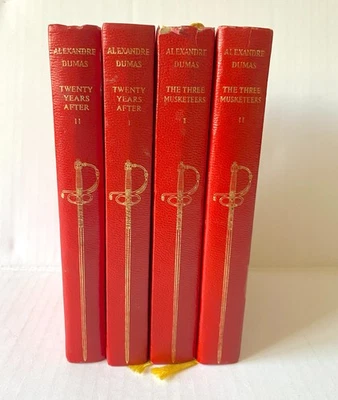 ALEXANDRE
DUMAS
TWENTY
YEARS
AFTER
II
ALEXANDRE
DUMAS
TWENTY
YEARS
AFTER
I
ALEXANDRE
DUMAS
THE THREE
MUSKETEERS
I
ALEXANDRE
DUMAS
THE THREE
MUSKETEERS
II